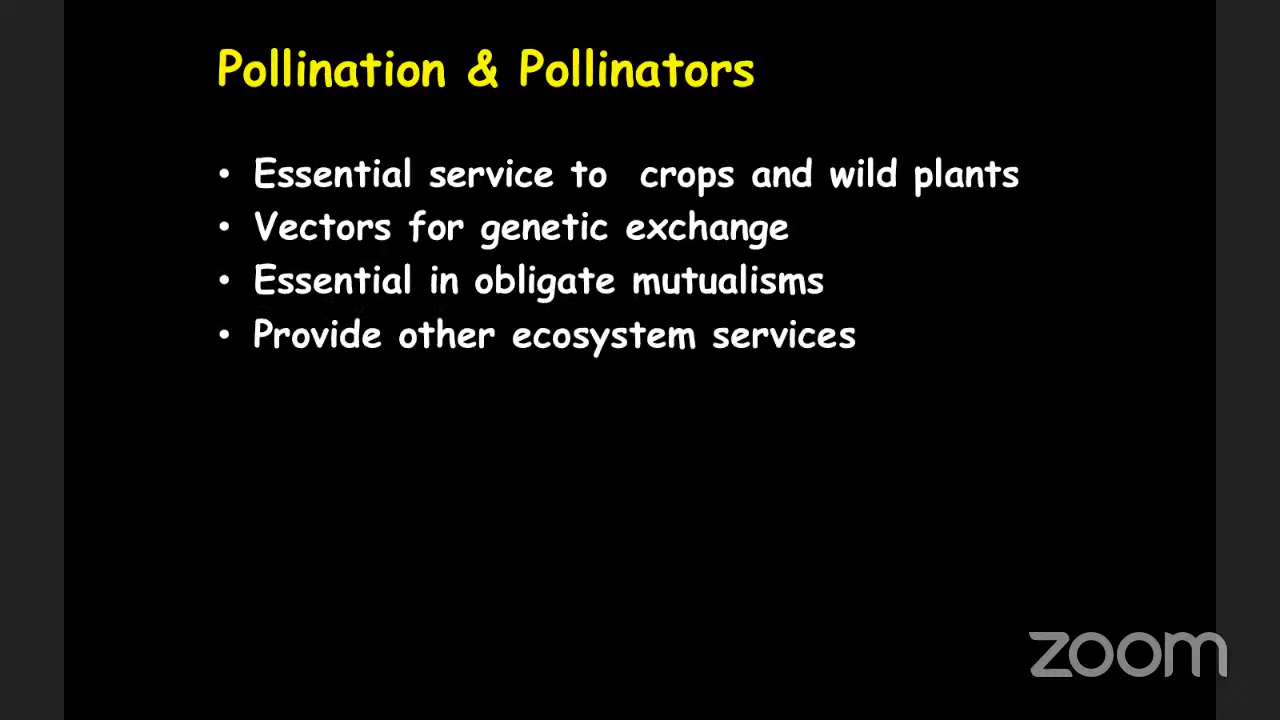 Pollination & Pollinators
• Essential service to  crops and wild plants
• Vectors for genetic exchange
• Essential in obligate mutualisms
• Provide other ecosystem services
zoom